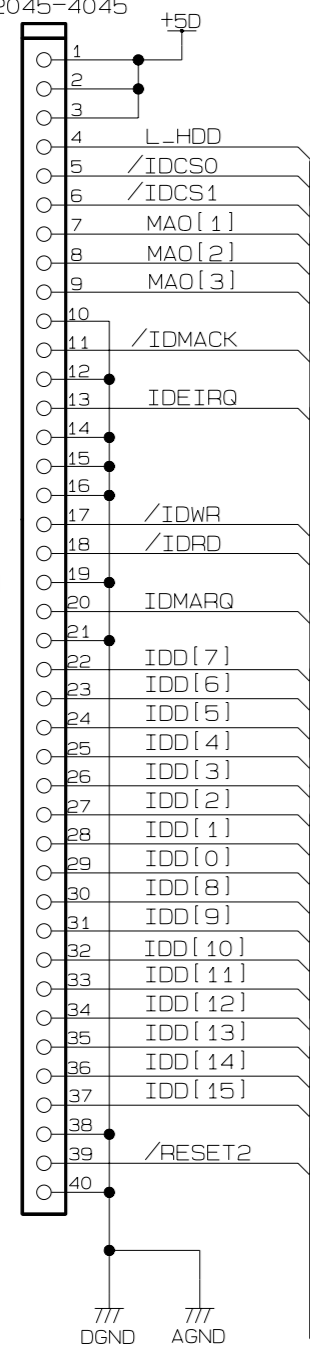 2045-4045
+5D
1
2
3
4 L_HDD
5 /IDCS0
6 /IDCS1
7 MAO[1]
8 MAO[2]
9 MAO[3]
10
11 /IDMACK
12
13 IDEIRQ
14
15
16
17 /IDWR
18 /IDRD
19
20 IDMARQ
21
22 IDD[7]
23 IDD[6]
24 IDD[5]
25 IDD[4]
26 IDD[3]
27 IDD[2]
28 IDD[1]
29 IDD[0]
30 IDD[8]
31 IDD[9]
32 IDD[10]
33 IDD[11]
34 IDD[12]
35 IDD[13]
36 IDD[14]
37 IDD[15]
38
39 /RESET2
40
DGND AGND